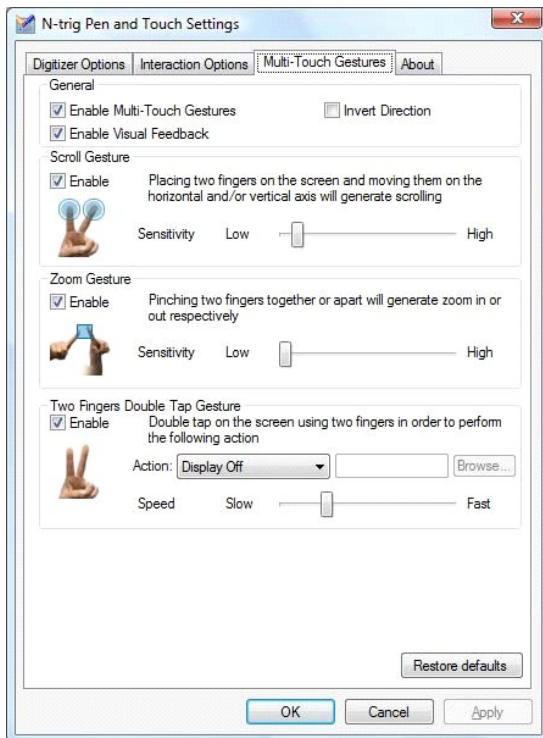 N-trig Pen and Touch Settings
Digitizer Options Interaction Options Multi-Touch Gestures About
General
Enable Multi-Touch Gestures Invert Direction
Enable Visual Feedback
Scroll Gesture
Enable Placing two fingers on the screen and moving them on the
horizontal and/or vertical axis will generate scrolling
Sensitivity Low High
Zoom Gesture
Enable Pinching two fingers together or apart will generate zoom in or
out respectively
Sensitivity Low High
Two Fingers Double Tap Gesture
Enable Double tap on the screen using two fingers in order to perform
the following action
Action: Display Off Browse...
Speed Slow Fast
Restore defaults
OK Cancel Apply